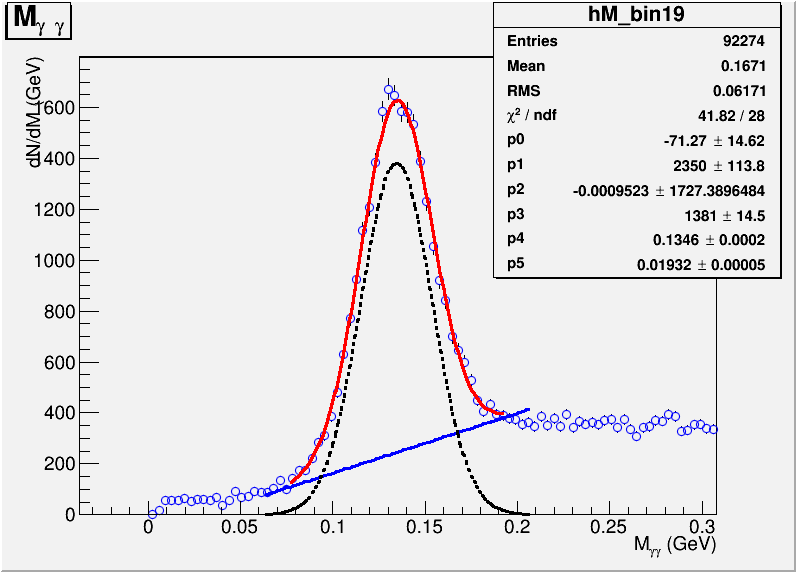 M_γ γ
hM_bin19
Entries 92274
Mean 0.1671
RMS 0.06171
χ² / ndf 41.82 / 28
p0 -71.27 ± 14.62
p1 2350 ± 113.8
p2 -0.0009523 ± 1727.3896484
p3 1381 ± 14.5
p4 0.1346 ± 0.0002
p5 0.01932 ± 0.00005
dN/dM (GeV)
1600
1400
1200
1000
800
600
400
200
0
0 0.05 0.1 0.15 0.2 0.25 0.3
M_γγ (GeV)